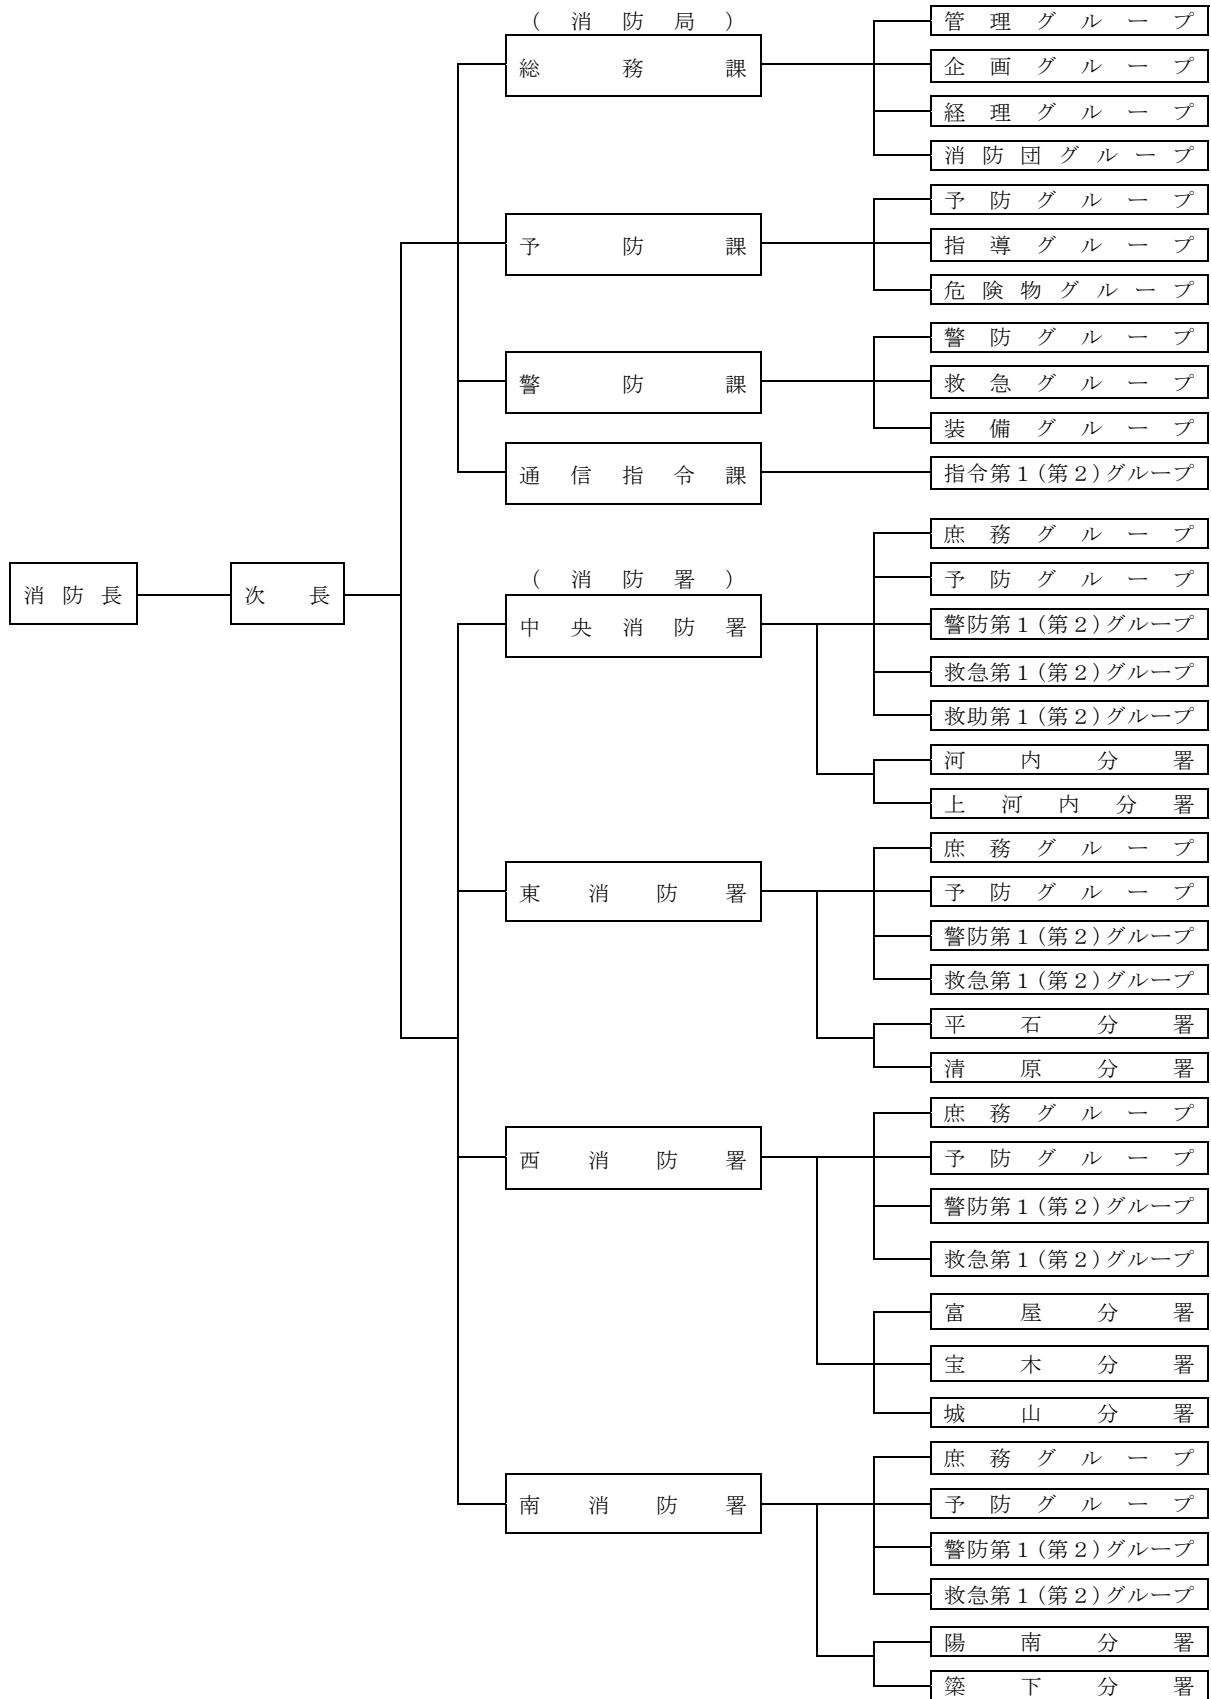 (消防局)
総務課
管理グループ
企画グループ
経理グループ
消防団グループ
予防課
予防グループ
指導グループ
危険物グループ
警防課
警防グループ
救急グループ
装備グループ
通信指令課
指令第１(第２)グループ
消防長
次長
(消防署)
中央消防署
庶務グループ
予防グループ
警防第１(第２)グループ
救急第１(第２)グループ
救助第１(第２)グループ
河内分署
上河内分署
東消防署
庶務グループ
予防グループ
警防第１(第２)グループ
救急第１(第２)グループ
平石分署
清原分署
西消防署
庶務グループ
予防グループ
警防第１(第２)グループ
救急第１(第２)グループ
富屋分署
宝木分署
城山分署
南消防署
庶務グループ
予防グループ
警防第１(第２)グループ
救急第１(第２)グループ
陽南分署
簗下分署